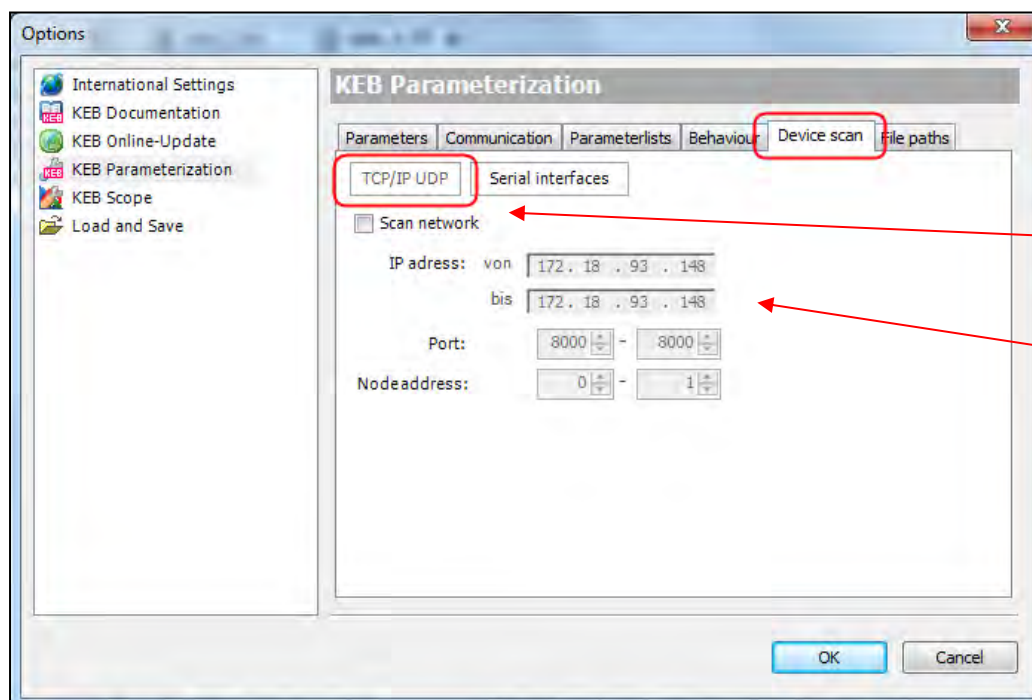 Options
International Settings
KEB Documentation
KEB Online-Update
KEB Parameterization
KEB Scope
Load and Save
KEB Parameterization
Parameters Communication Parameterlists Behaviour Device scan File paths
TCP/IP UDP Serial interfaces
Scan network
IP adress: von 172 . 18 . 93 . 148
bis 172 . 18 . 93 . 148
Port: 8000 - 8000
Nodeaddress: 0 - 1
OK Cancel